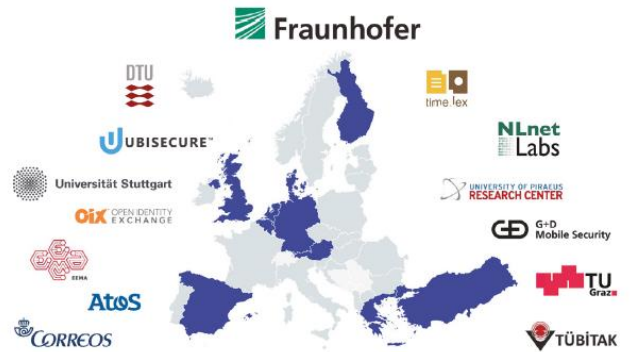 Fraunhofer
DTU
time.lex
UBISECURE™
NLnet
Labs
Universität Stuttgart
UNIVERSITY OF PIRAEUS
RESEARCH CENTER
OIX OPEN IDENTITY
EXCHANGE
G+D
Mobile Security
EEMA
TU
Graz
Atos
CORREOS
TÜBİTAK